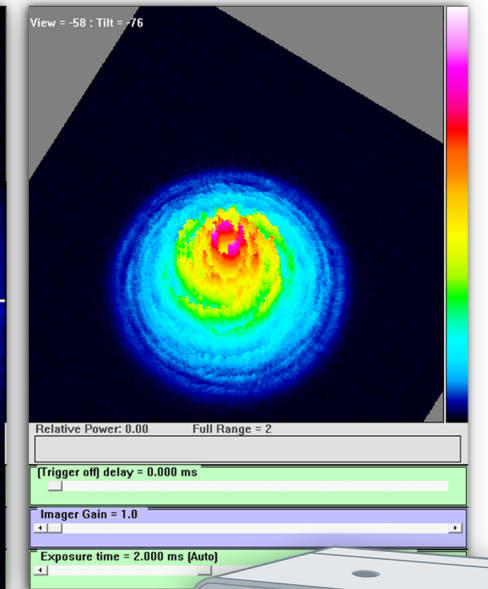 View = -58 : Tilt = -76
Relative Power: 0.00 Full Range = 2
(Trigger off) delay = 0.000 ms
Imager Gain = 1.0
Exposure time = 2.000 ms (Auto)